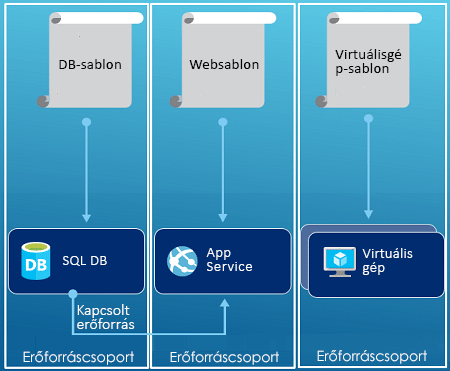 DB-sablon
Websablon
Virtuálisgé
p-sablon
DB
SQL DB
App
Service
Virtuális
gép
Kapcsolt
erőforrás
Erőforráscsoport
Erőforráscsoport
Erőforráscsoport